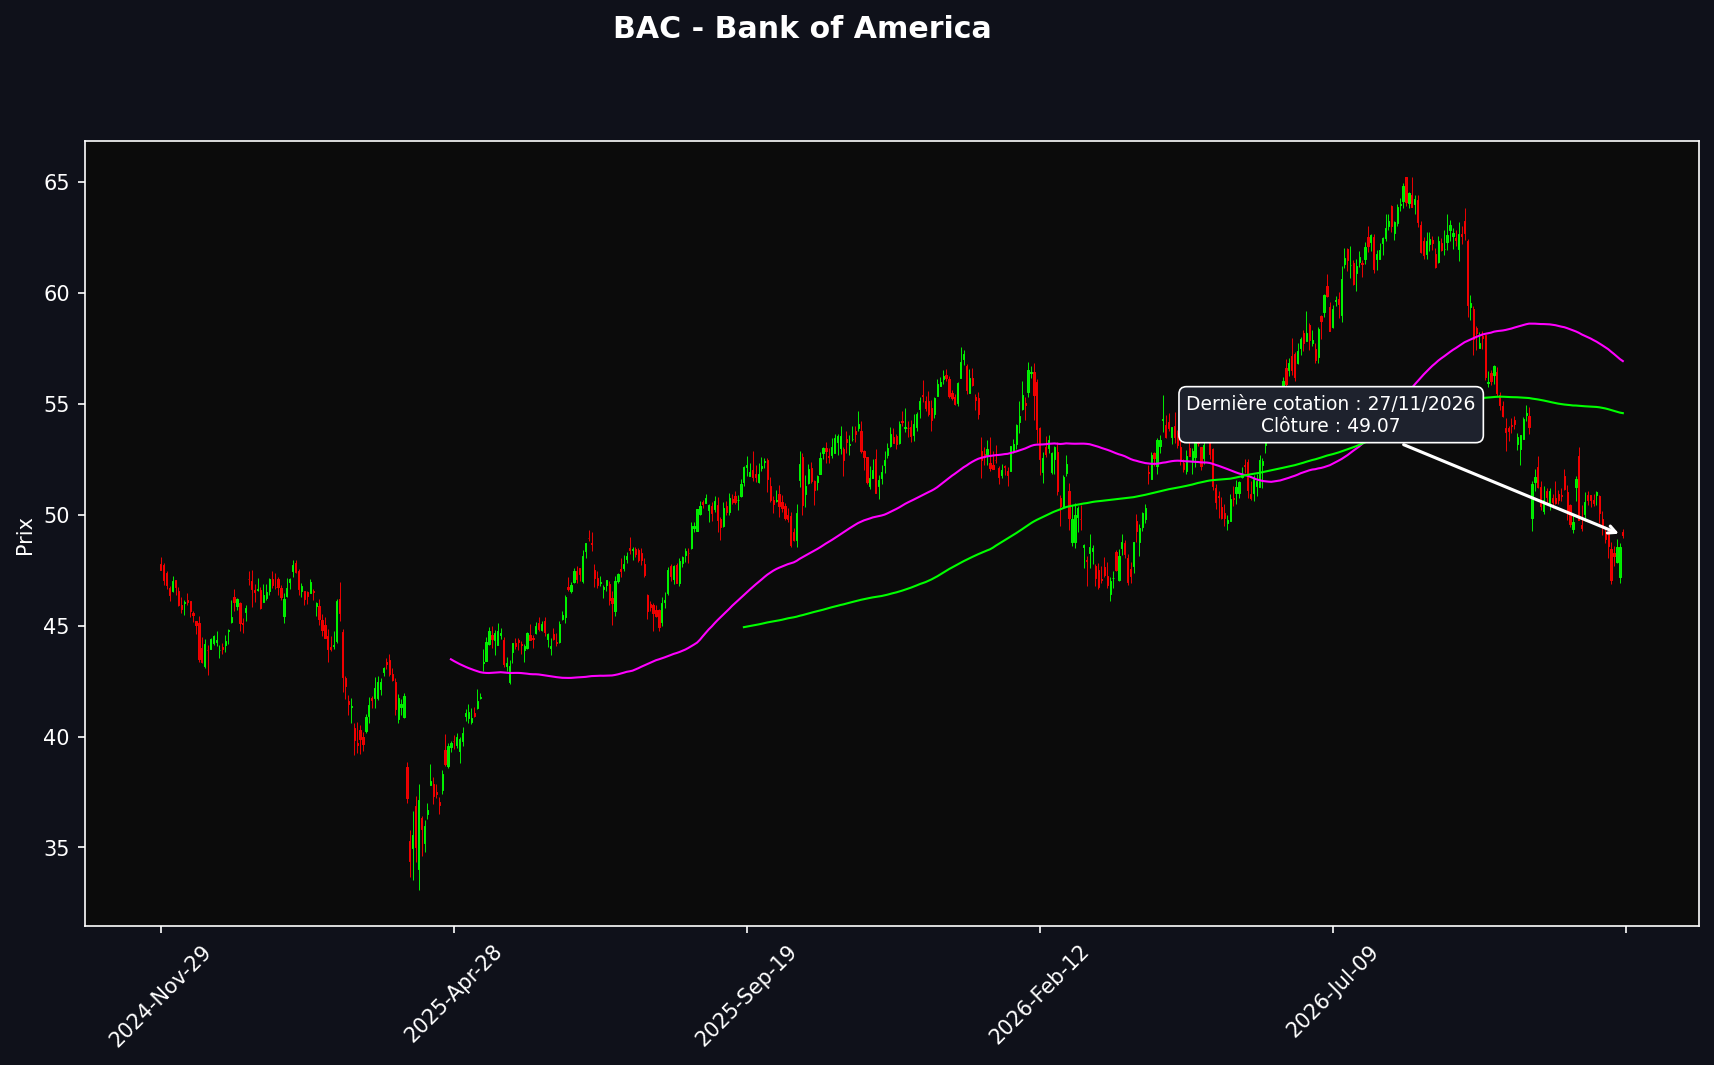 BAC - Bank of America
Prix
65
60
55
50
45
40
35
Dernière cotation : 27/11/2026
Clôture : 49.07
2024-Nov-29
2025-Apr-28
2025-Sep-19
2026-Feb-12
2026-Jul-09